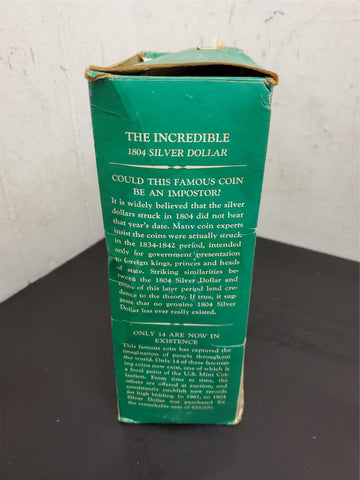 THE INCREDIBLE
1804 SILVER DOLLAR
COULD THIS FAMOUS COIN
BE AN IMPOSTOR?
It is widely believed that the silver
dollars struck in 1804 did not bear
that year's date. Many coin experts
insist the coins were actually struck
in the 1834-1842 period, intended
only for government presentation
to foreign kings, princes and heads
of state. Striking similarities be-
tween the 1804 Silver Dollar and
coins of this later period lend cre-
dence to the theory. If true, it sug-
gests that no genuine 1804 Silver
Dollar has ever really existed.
ONLY 14 ARE NOW IN
EXISTENCE
This famous coin has captured the
imagination of people throughout
the world. Only 14 of these fascinat-
ing coins now exist, one of which is
a focal point of the U.S. Mint Col-
lection. From time to time, the
others are offered at auction, and
continuously establish new records
for high bidding. In 1961, an 1804
Silver Dollar was purchased for
the remarkable sum of $29,000.